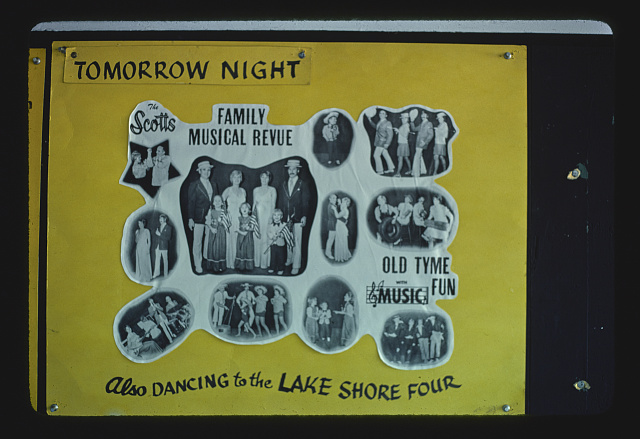 TOMORROW NIGHT
The
Scotts
FAMILY
MUSICAL REVUE
OLD TYME
WITH
MUSIC FUN
Also DANCING to the LAKE SHORE FOUR